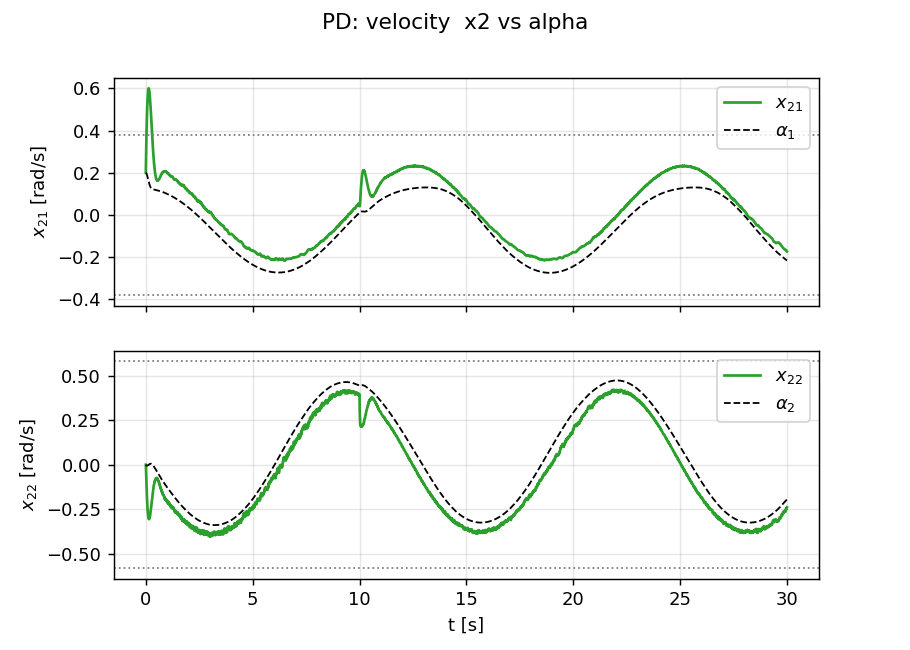 PD: velocity  x2 vs alpha
x₂₁ [rad/s]
0.6
0.4
0.2
0.0
−0.2
−0.4
x₂₁
α₁
x₂₂ [rad/s]
0.50
0.25
0.00
−0.25
−0.50
x₂₂
α₂
0 5 10 15 20 25 30
t [s]